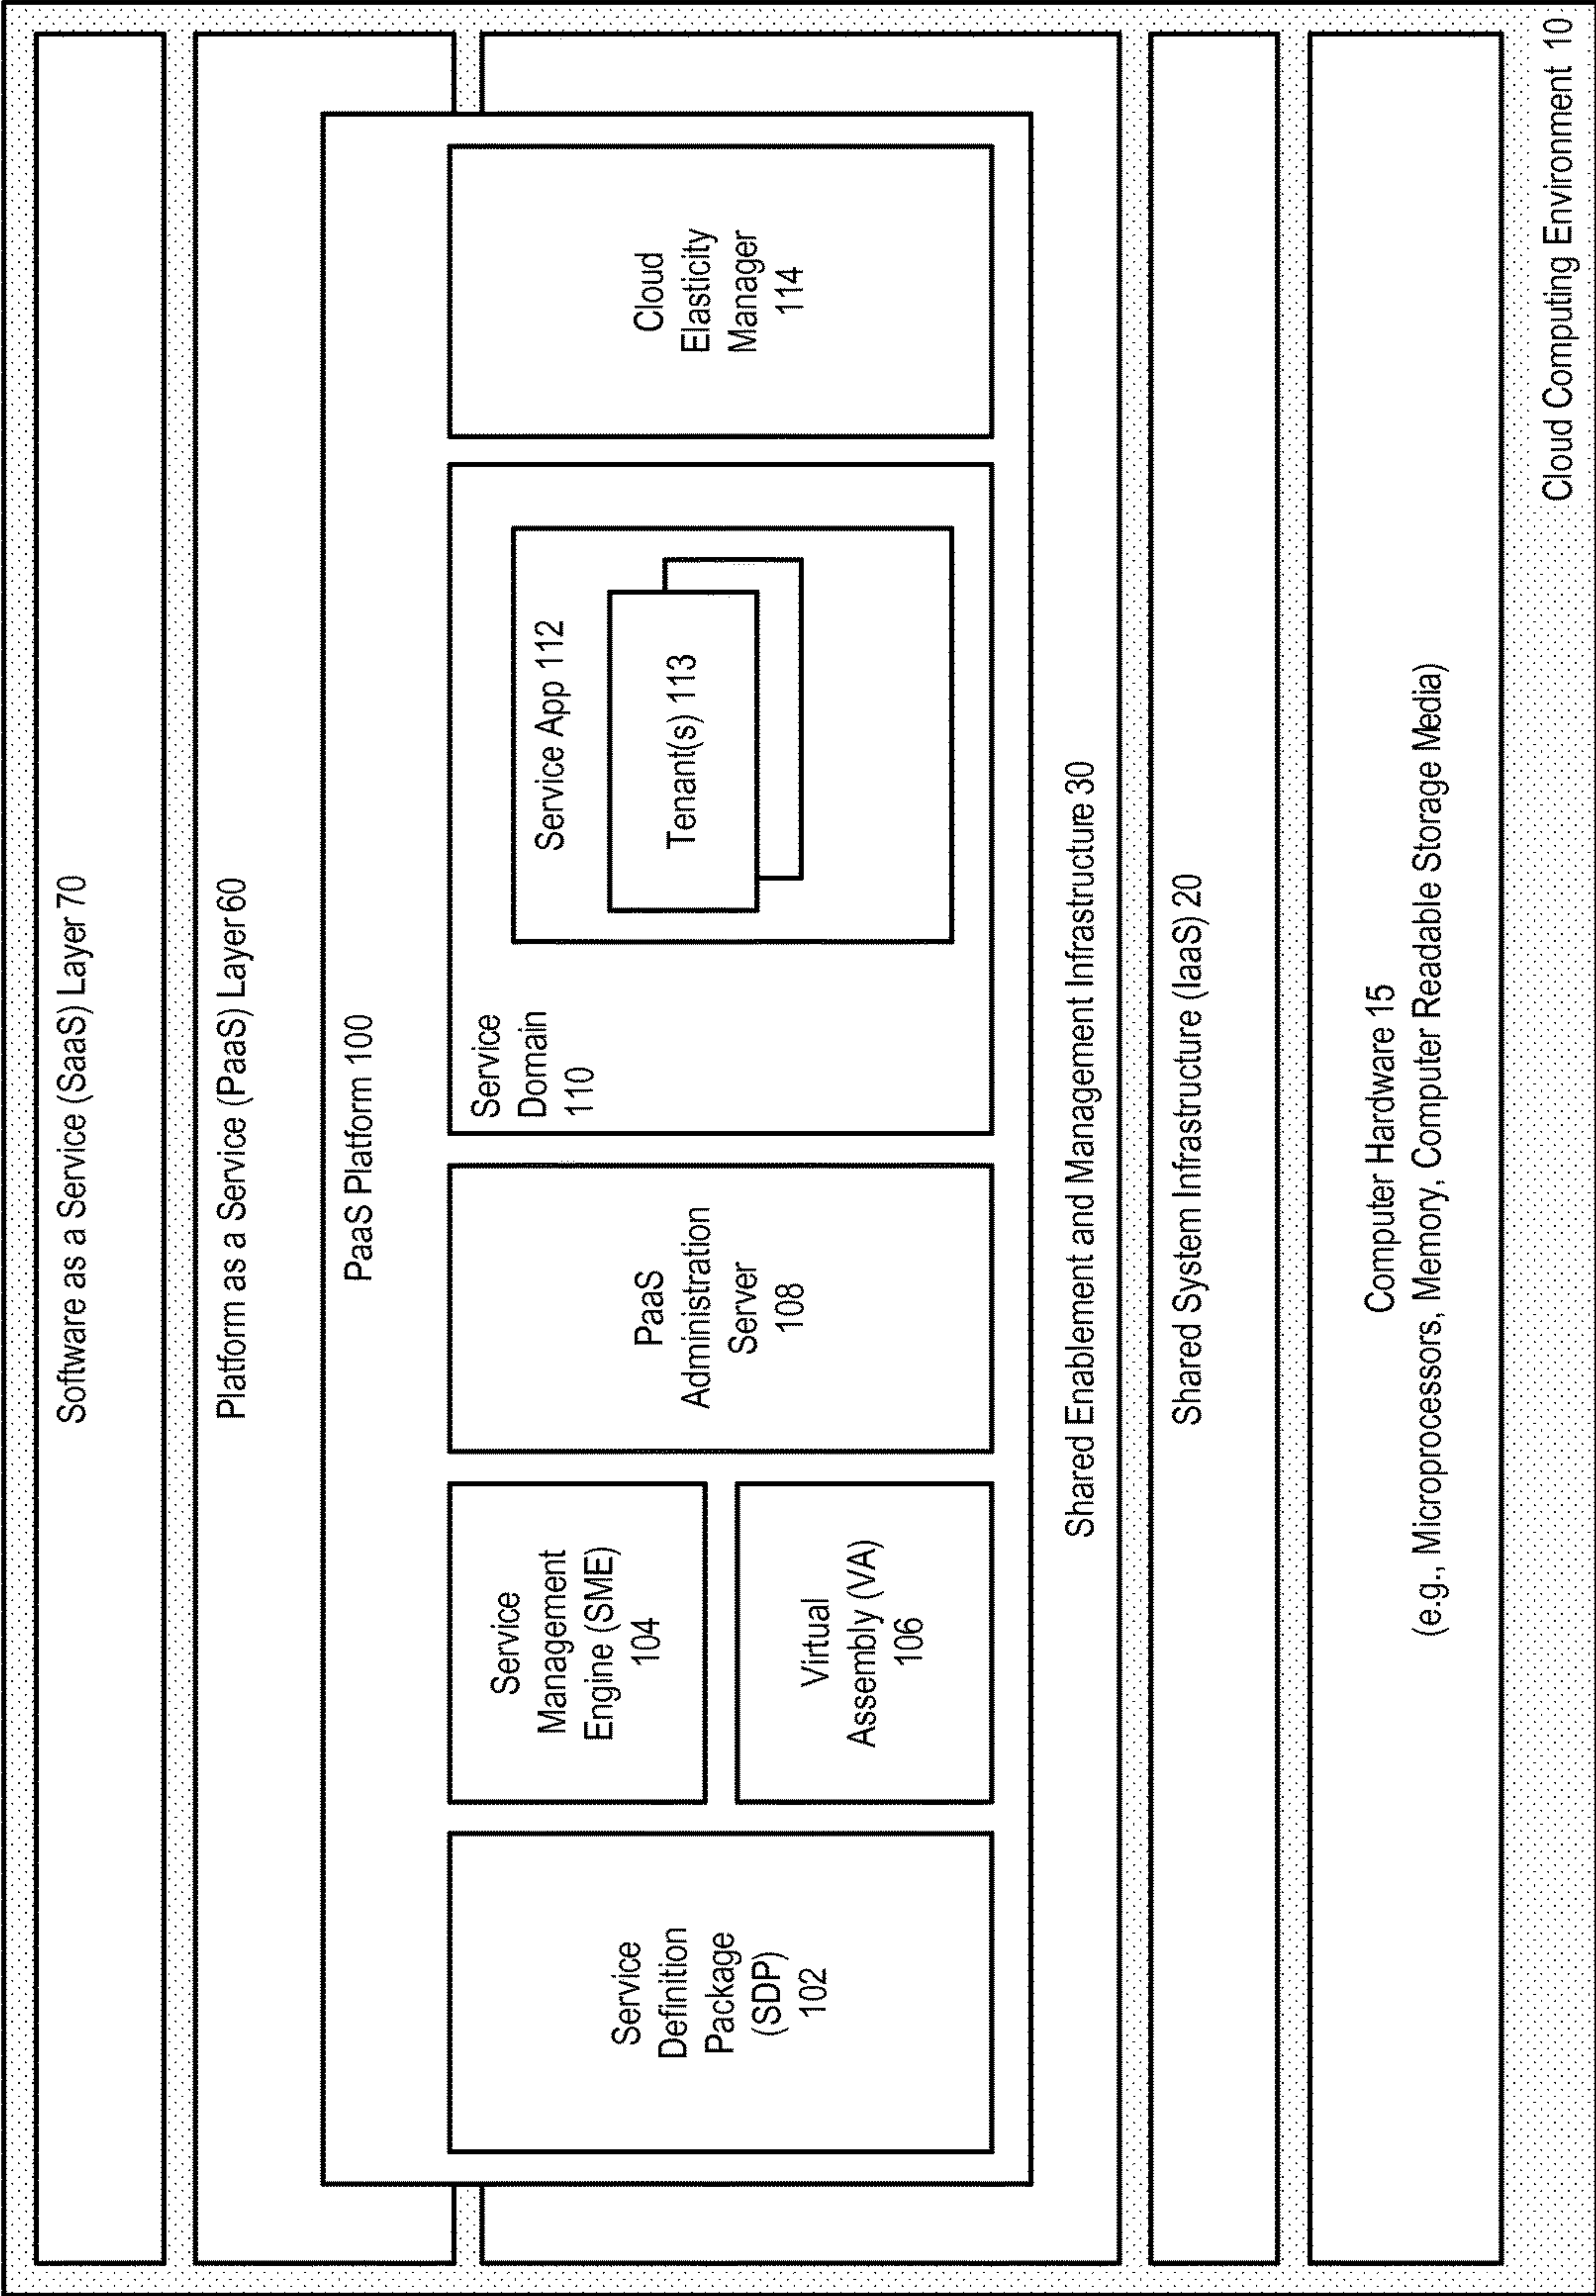 Software as a Service (SaaS) Layer 70
Platform as a Service (PaaS) Layer 60
PaaS Platform 100
Service
Definition
Package
(SDP)
102
Service
Management
Engine (SME)
104
Virtual
Assembly (VA)
106
PaaS
Administration
Server
108
Service
Domain
110
Service App 112
Tenant(s) 113
Cloud
Elasticity
Manager
114
Shared Enablement and Management Infrastructure 30
Shared System Infrastructure (IaaS) 20
Computer Hardware 15
(e.g., Microprocessors, Memory, Computer Readable Storage Media)
Cloud Computing Environment 10